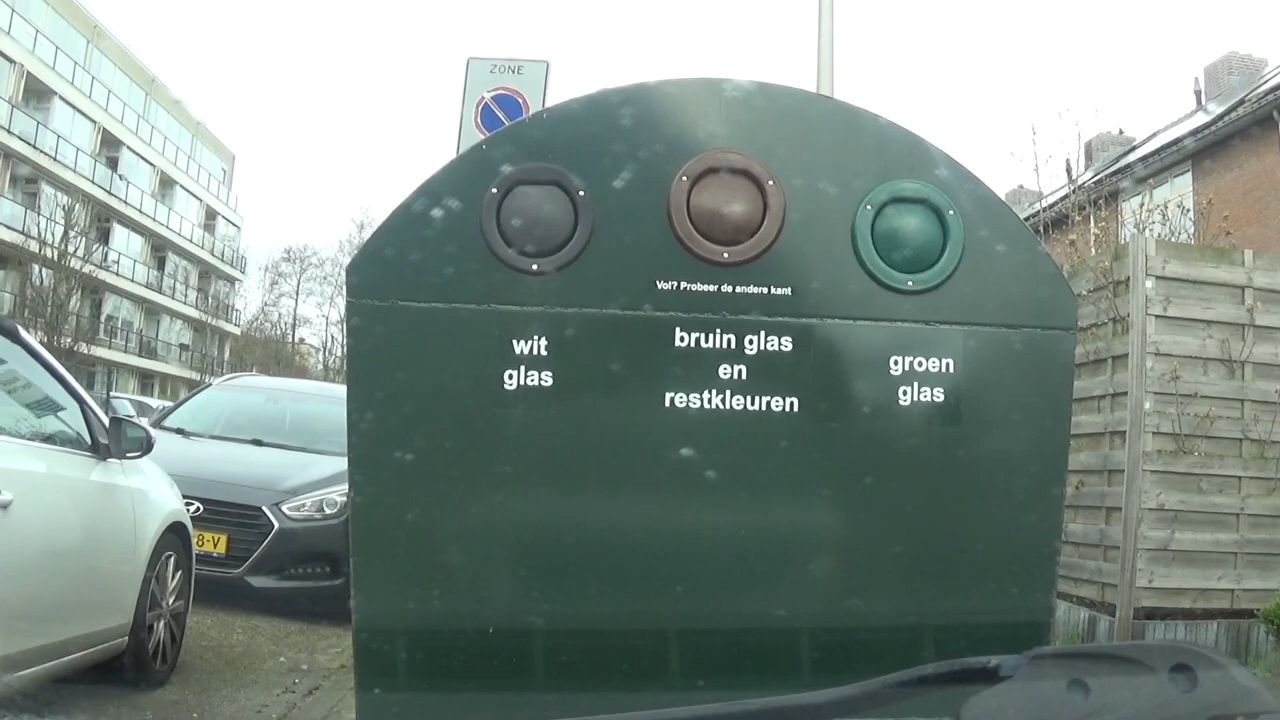 ZONE
Vol? Probeer de andere kant
wit
glas
bruin glas
en
restkleuren
groen
glas
8-V